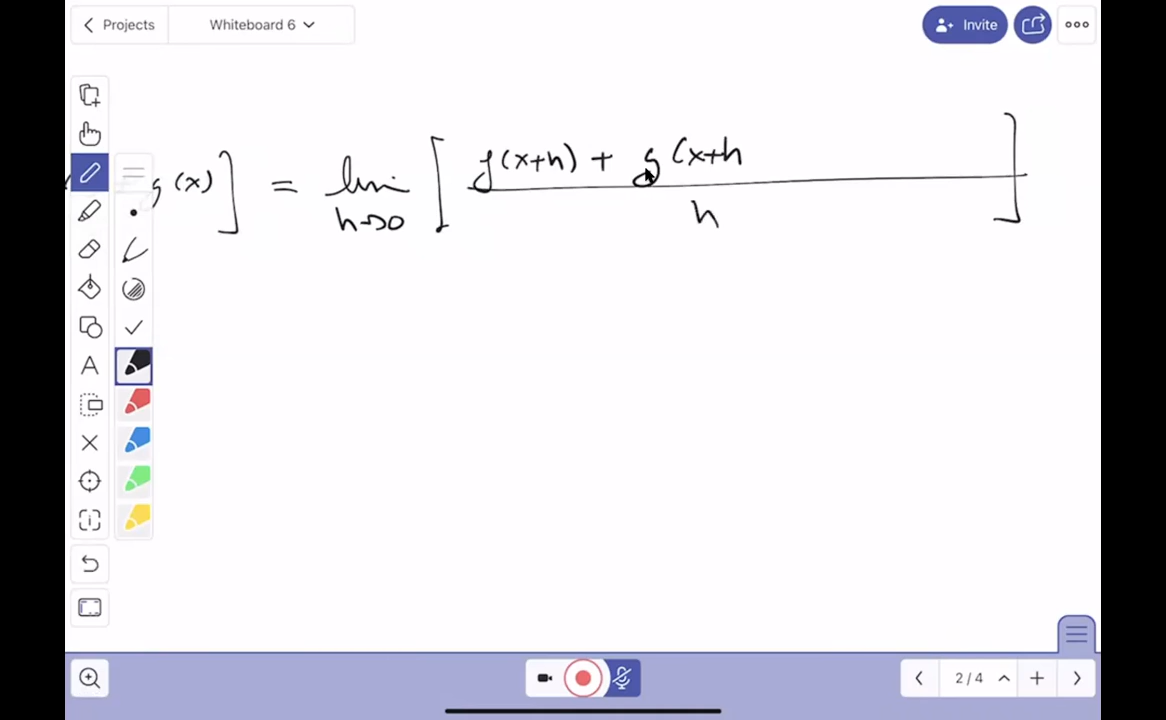 Projects Whiteboard 6 Invite
g(x)] = lim h→0 [ f(x+h) + g(x+h / h ]
2/4